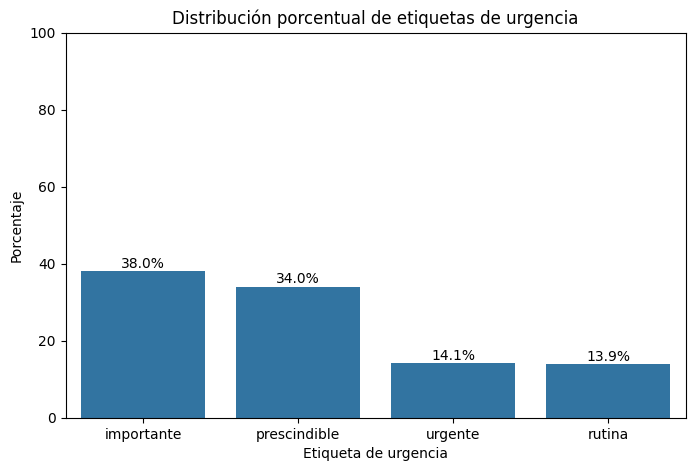 Distribución porcentual de etiquetas de urgencia
Porcentaje
100
80
60
40
20
0
38.0%
34.0%
14.1%
13.9%
importante
prescindible
urgente
rutina
Etiqueta de urgencia